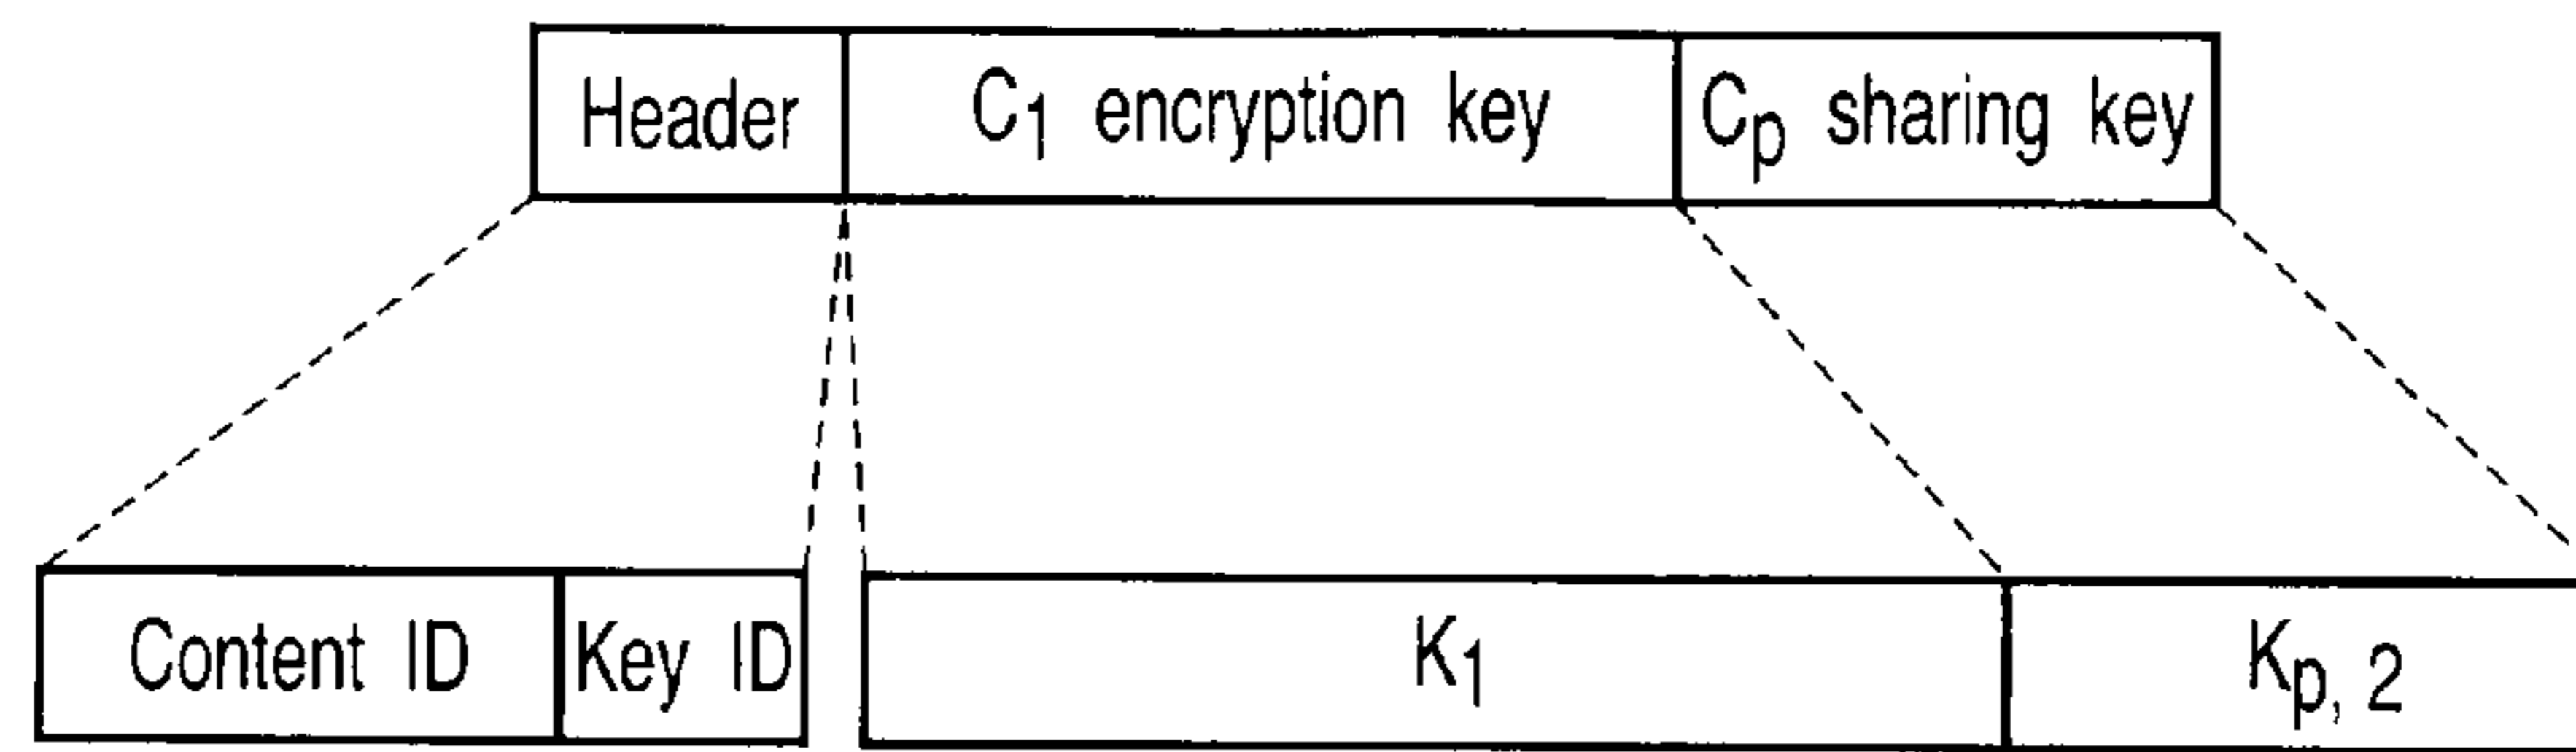 Header C1 encryption key Cp sharing key
Content ID Key ID K1 Kp, 2